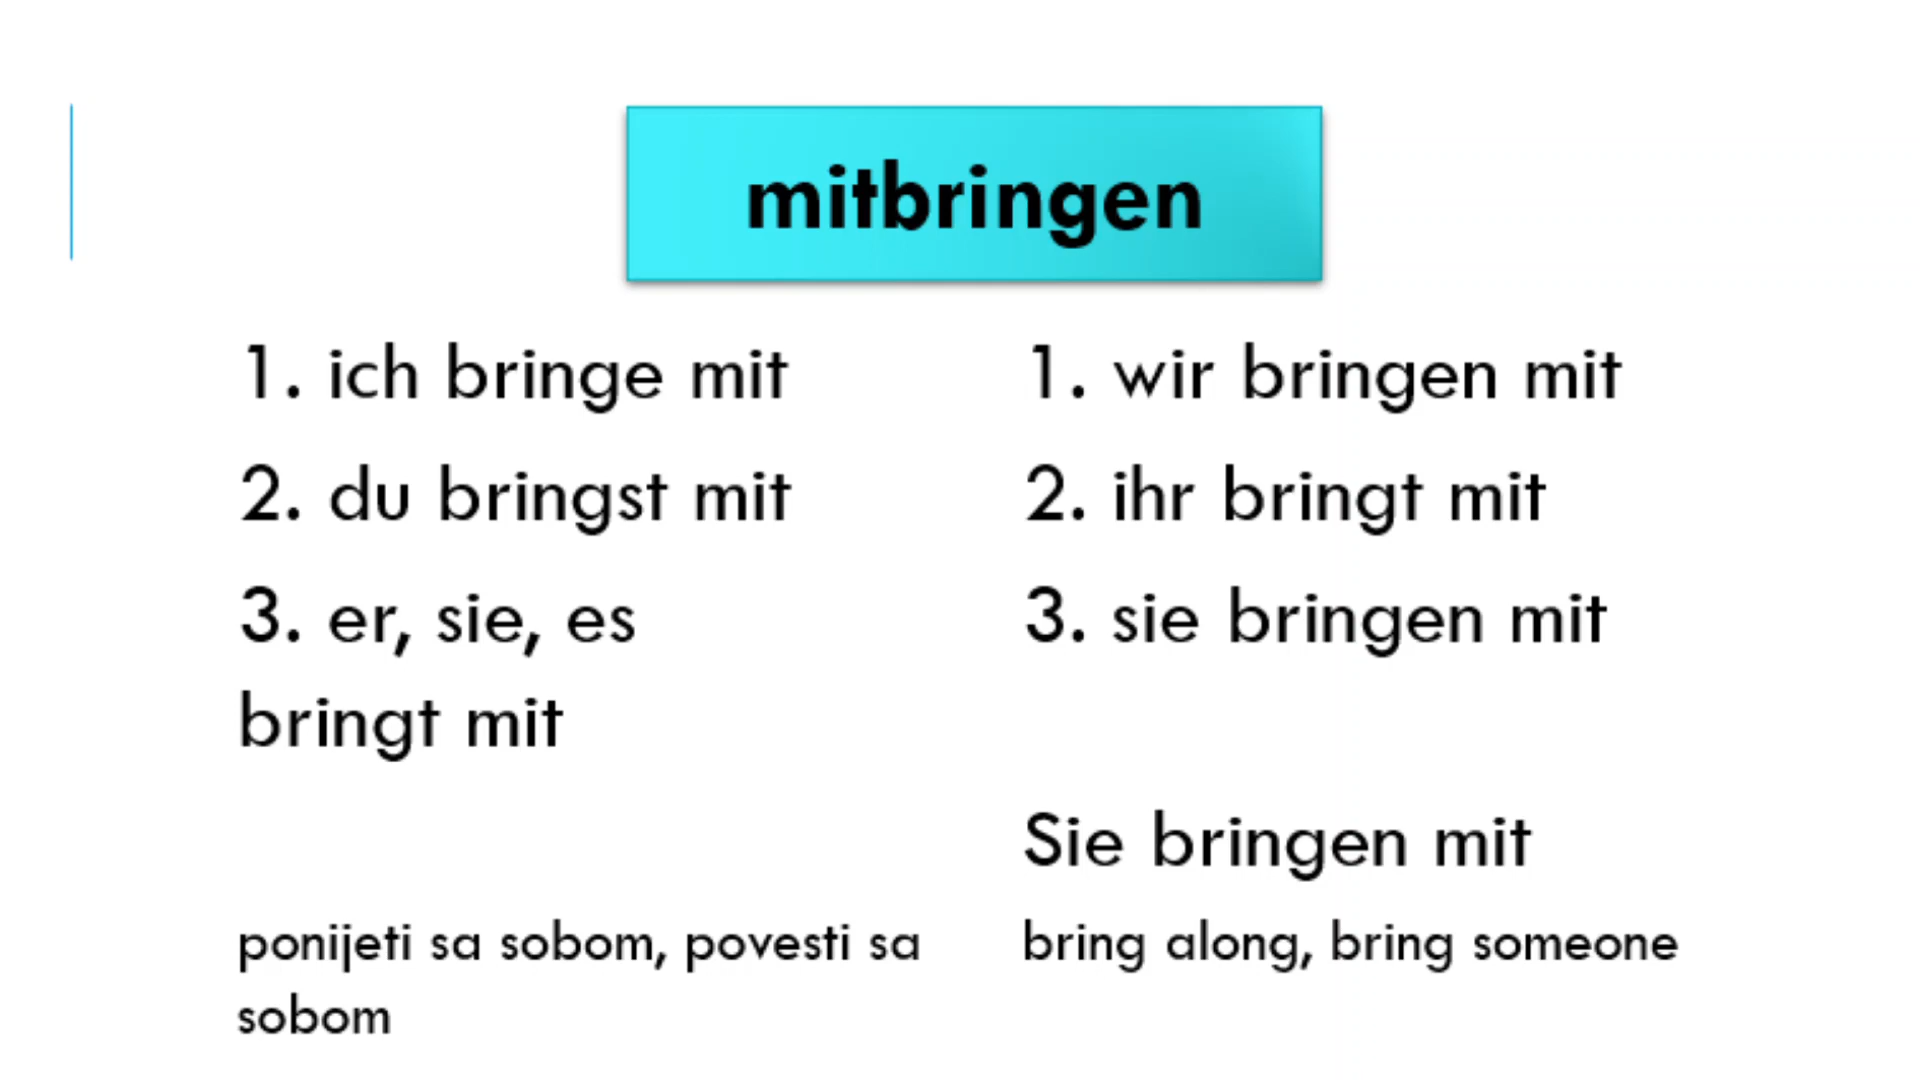 mitbringen
1. ich bringe mit
2. du bringst mit
3. er, sie, es
bringt mit
ponijeti sa sobom, povesti sa
sobom
1. wir bringen mit
2. ihr bringt mit
3. sie bringen mit
Sie bringen mit
bring along, bring someone